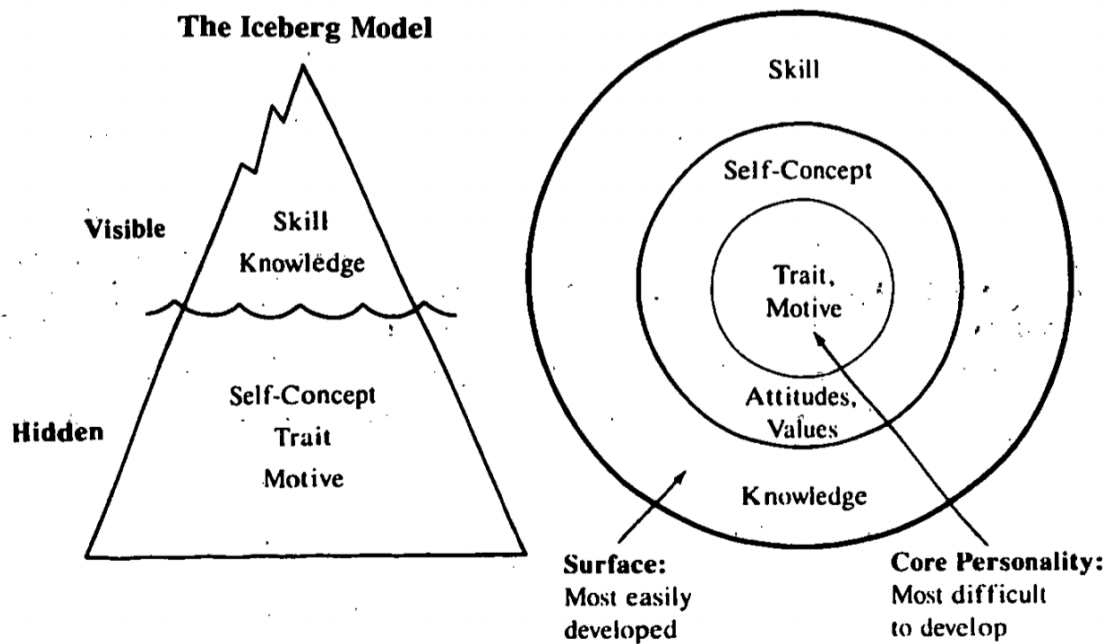 The Iceberg Model
Visible
Skill
Knowledge
Hidden
Self-Concept
Trait
Motive
Skill
Self-Concept
Trait,
Motive
Attitudes,
Values
Knowledge
Surface:
Most easily
developed
Core Personality:
Most difficult
to develop